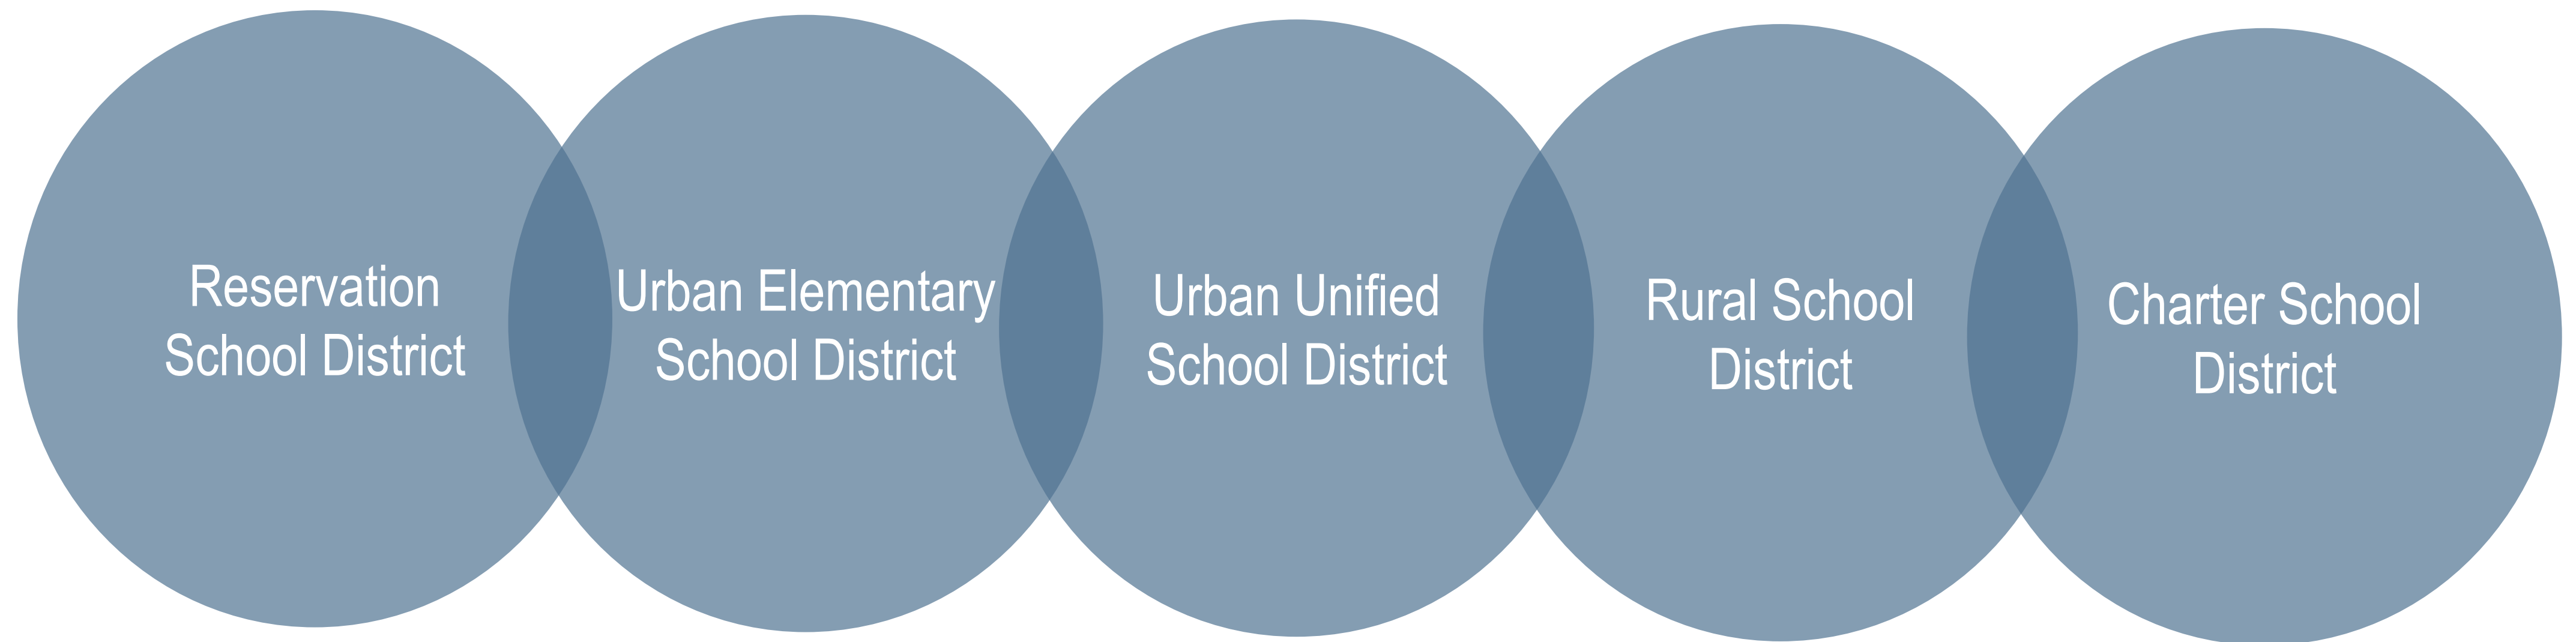 Reservation
School District
Urban Elementary
School District
Urban Unified
School District
Rural School
District
Charter School
District